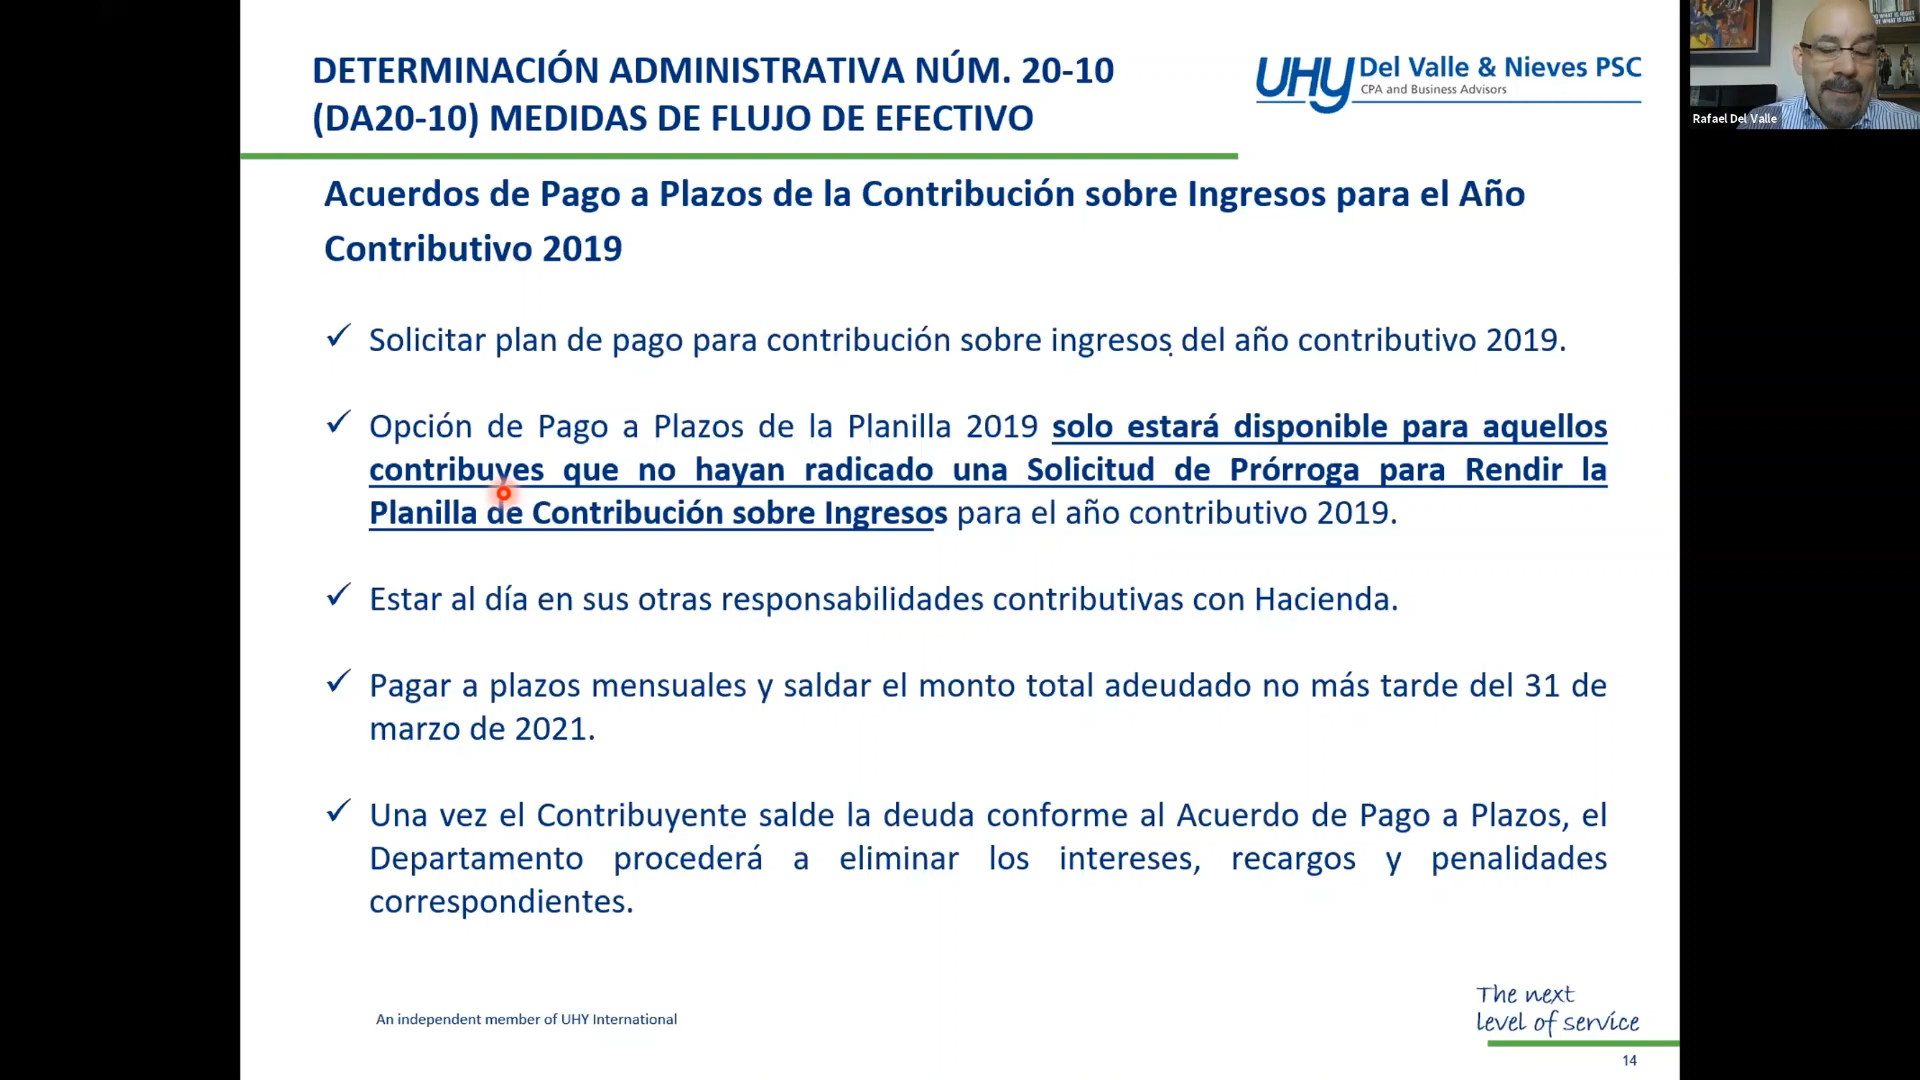 DETERMINACIÓN ADMINISTRATIVA NÚM. 20-10
(DA20-10) MEDIDAS DE FLUJO DE EFECTIVO
UHY Del Valle & Nieves PSC
CPA and Business Advisors
Rafael Del Valle
Acuerdos de Pago a Plazos de la Contribución sobre Ingresos para el Año
Contributivo 2019
✓ Solicitar plan de pago para contribución sobre ingresos del año contributivo 2019.
✓ Opción de Pago a Plazos de la Planilla 2019 solo estará disponible para aquellos
contribuyes que no hayan radicado una Solicitud de Prórroga para Rendir la
Planilla de Contribución sobre Ingresos para el año contributivo 2019.
✓ Estar al día en sus otras responsabilidades contributivas con Hacienda.
✓ Pagar a plazos mensuales y saldar el monto total adeudado no más tarde del 31 de
marzo de 2021.
✓ Una vez el Contribuyente salde la deuda conforme al Acuerdo de Pago a Plazos, el
Departamento procederá a eliminar los intereses, recargos y penalidades
correspondientes.
An independent member of UHY International
The next
level of service
14